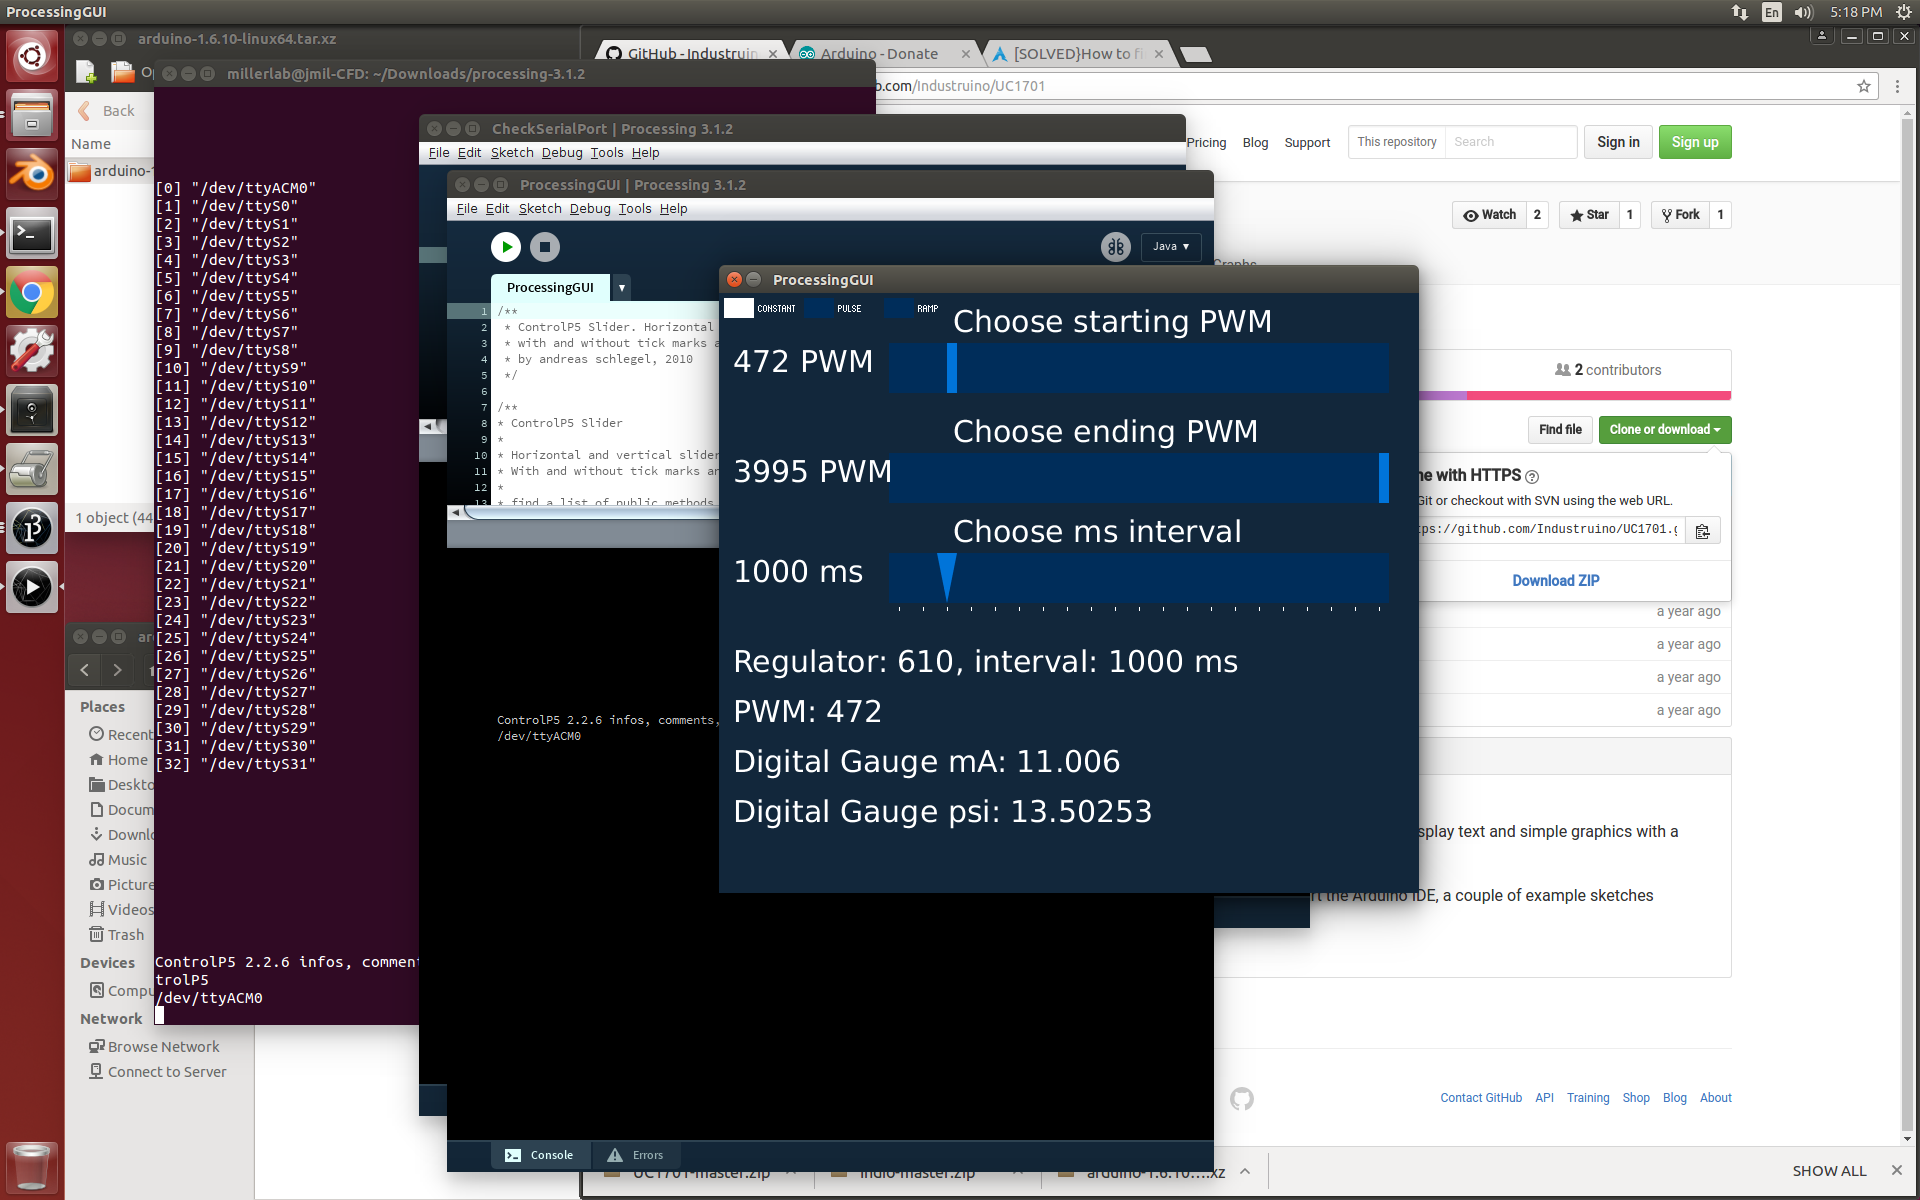 ProcessingGUI
En
5:18 PM
arduino-1.6.10-linux64.tar.xz
Back
Name
arduino-1
1 object (44
millerlab@jmil-CFD: ~/Downloads/processing-3.1.2
[0] "/dev/ttyACM0"
[1] "/dev/ttyS0"
[2] "/dev/ttyS1"
[3] "/dev/ttyS2"
[4] "/dev/ttyS3"
[5] "/dev/ttyS4"
[6] "/dev/ttyS5"
[7] "/dev/ttyS6"
[8] "/dev/ttyS7"
[9] "/dev/ttyS8"
[10] "/dev/ttyS9"
[11] "/dev/ttyS10"
[12] "/dev/ttyS11"
[13] "/dev/ttyS12"
[14] "/dev/ttyS13"
[15] "/dev/ttyS14"
[16] "/dev/ttyS15"
[17] "/dev/ttyS16"
[18] "/dev/ttyS17"
[19] "/dev/ttyS18"
[20] "/dev/ttyS19"
[21] "/dev/ttyS20"
[22] "/dev/ttyS21"
[23] "/dev/ttyS22"
[24] "/dev/ttyS23"
[25] "/dev/ttyS24"
[26] "/dev/ttyS25"
[27] "/dev/ttyS26"
[28] "/dev/ttyS27"
[29] "/dev/ttyS28"
[30] "/dev/ttyS29"
[31] "/dev/ttyS30"
[32] "/dev/ttyS31"
ControlP5 2.2.6 infos, comment
trolP5
/dev/ttyACM0
Places
Recent
Home
Deskto
Docum
Downlo
Music
Picture
Videos
Trash
Devices
Compu
Network
Browse Network
Connect to Server
CheckSerialPort | Processing 3.1.2
File Edit Sketch Debug Tools Help
ProcessingGUI | Processing 3.1.2
File Edit Sketch Debug Tools Help
Java
ProcessingGUI
1 /**
2 * ControlP5 Slider. Horizontal
3 * with and without tick marks a
4 * by andreas schlegel, 2010
5 */
6
7 /**
8 * ControlP5 Slider
9 *
10 * Horizontal and vertical slider
11 * With and without tick marks an
12 *
13 * find a list of public methods
ControlP5 2.2.6 infos, comments,
/dev/ttyACM0
Console
Errors
ProcessingGUI
CONSTANT PULSE RAMP
Choose starting PWM
472 PWM
Choose ending PWM
3995 PWM
Choose ms interval
1000 ms
Regulator: 610, interval: 1000 ms
PWM: 472
Digital Gauge mA: 11.006
Digital Gauge psi: 13.50253
GitHub - Industruin
Arduino - Donate
[SOLVED}How to fi
b.com/Industruino/UC1701
Pricing Blog Support
This repository Search
Sign in
Sign up
Watch 2
Star 1
Fork 1
Graphs
2 contributors
Find file
Clone or download
ne with HTTPS
Git or checkout with SVN using the web URL.
tps://github.com/Industruino/UC1701.g
Download ZIP
a year ago
a year ago
a year ago
a year ago
splay text and simple graphics with a
rt the Arduino IDE, a couple of example sketches
Contact GitHub API Training Shop Blog About
UC1701-master.zip
indio-master.zip
arduino-1.6.10-....xz
SHOW ALL